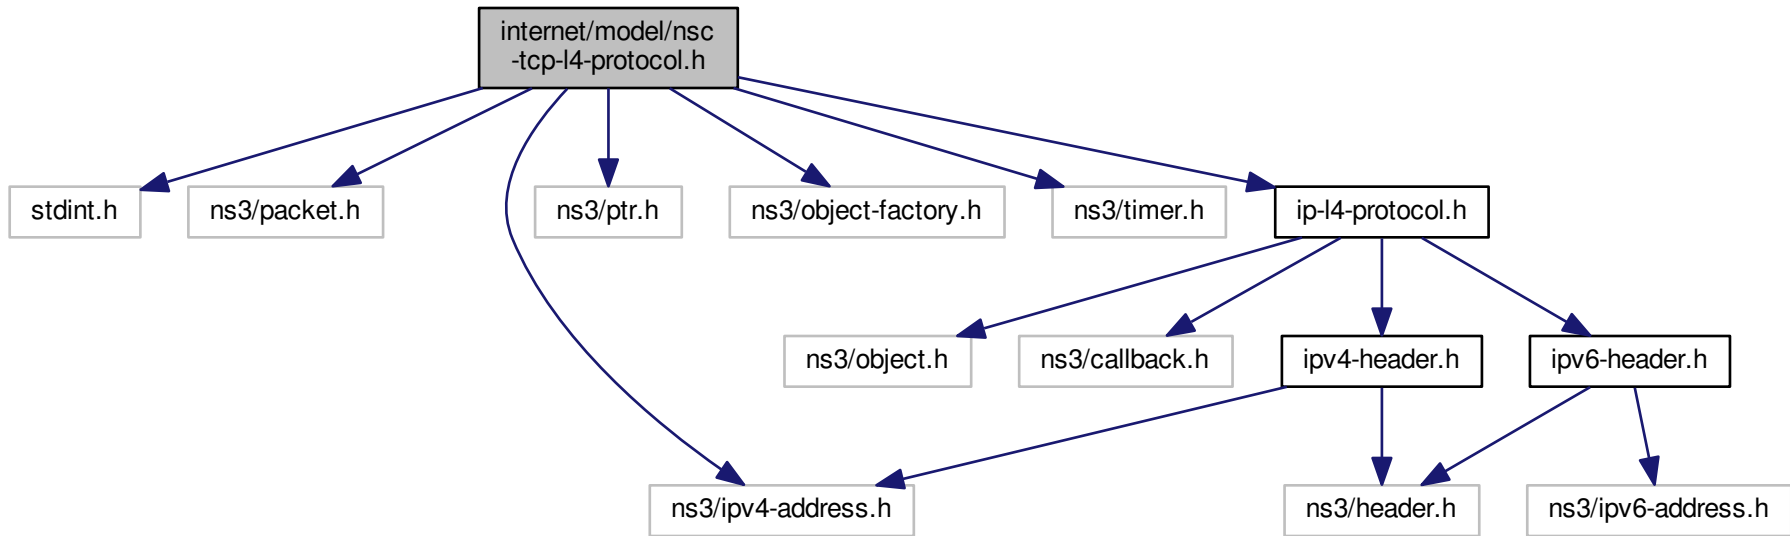 internet/model/nsc
-tcp-l4-protocol.h
stdint.h
ns3/packet.h
ns3/ptr.h
ns3/object-factory.h
ns3/timer.h
ip-l4-protocol.h
ns3/object.h
ns3/callback.h
ipv4-header.h
ipv6-header.h
ns3/ipv4-address.h
ns3/header.h
ns3/ipv6-address.h